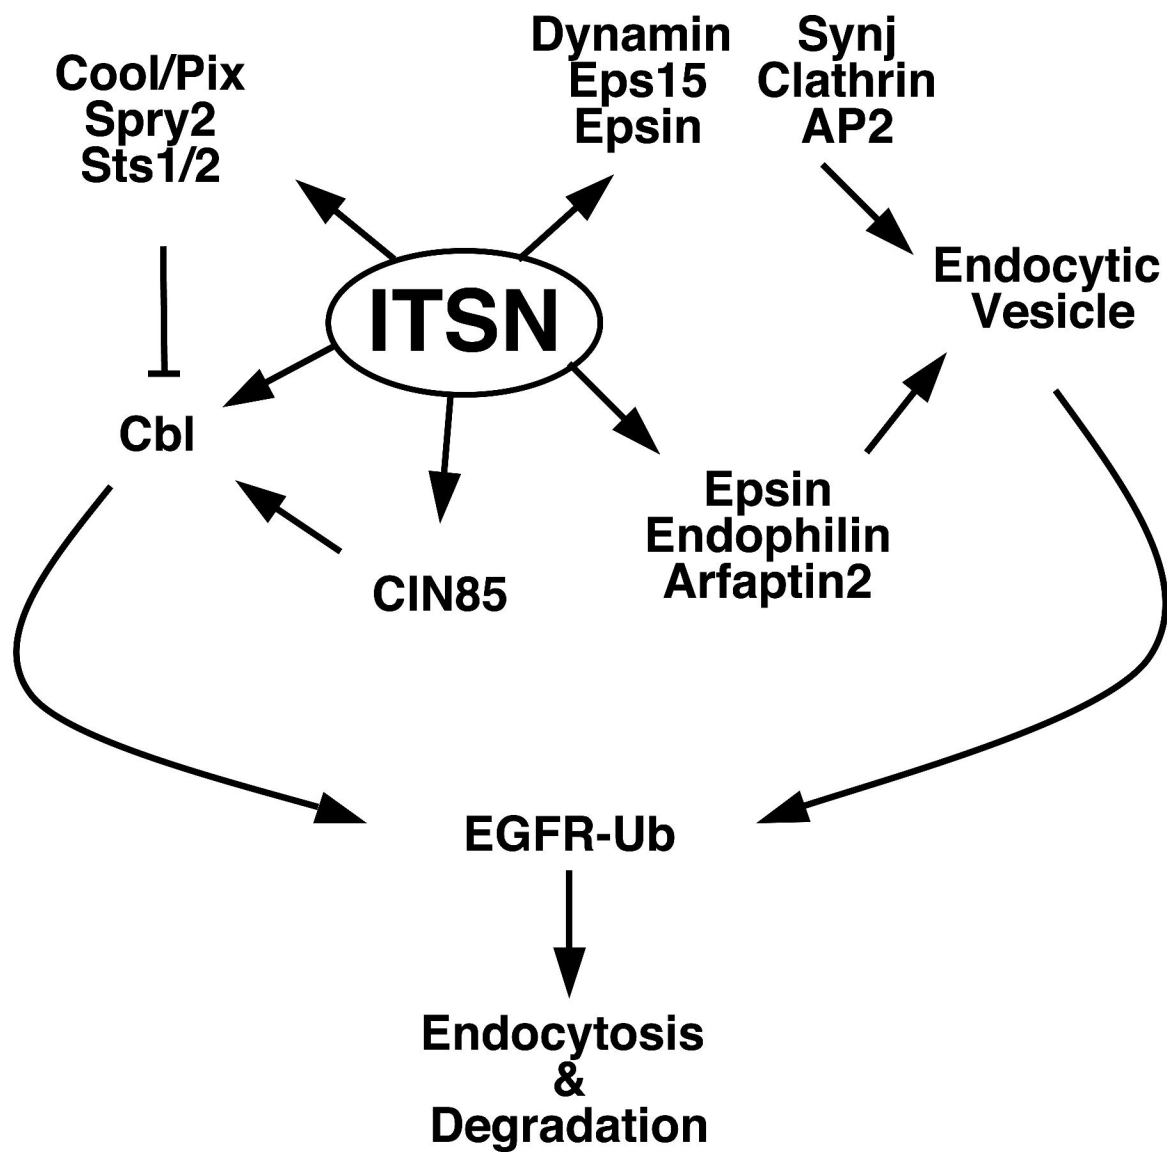 Cool/Pix
Spry2
Sts1/2
Dynamin
Eps15
Epsin
Synj
Clathrin
AP2
ITSN
Endocytic
Vesicle
Cbl
CIN85
Epsin
Endophilin
Arfaptin2
EGFR-Ub
Endocytosis
&
Degradation